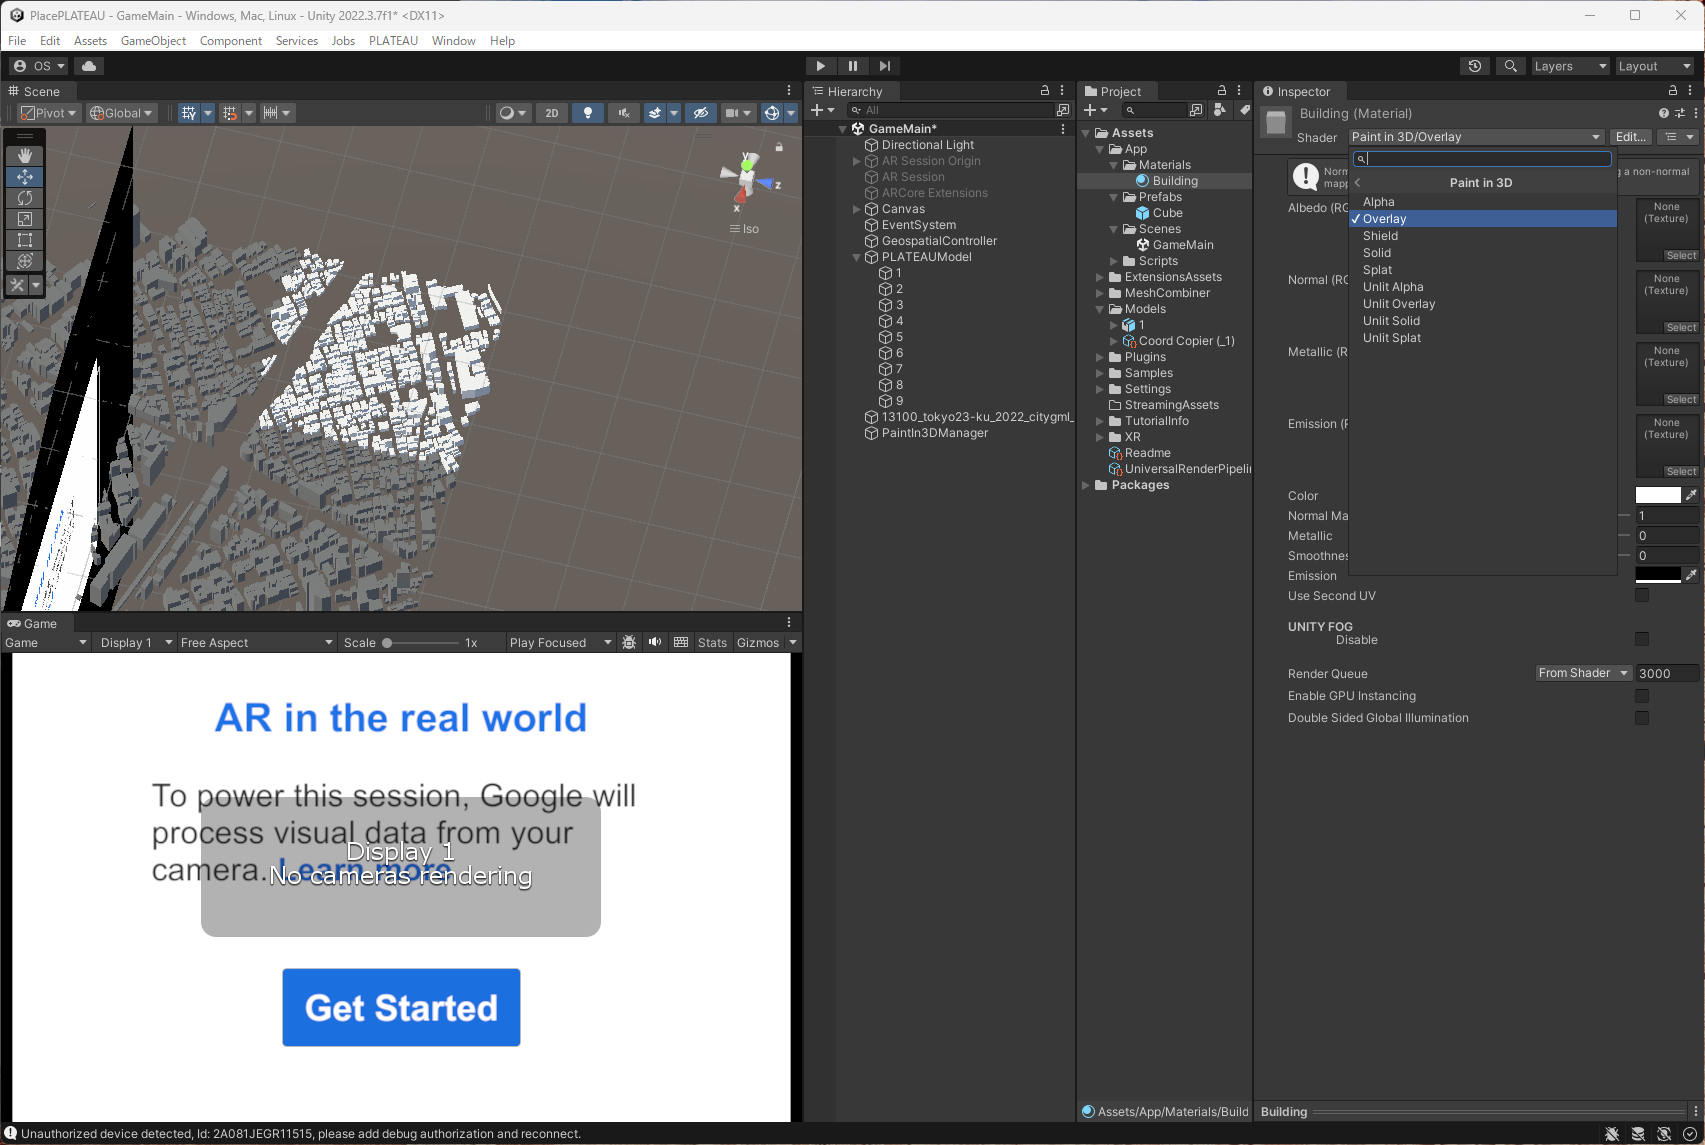 PlacePLATEAU - GameMain - Windows, Mac, Linux - Unity 2022.3.7f1* <DX11>
File Edit Assets GameObject Component Services Jobs PLATEAU Window Help
OS
Layers
Layout
Scene
Pivot
Global
2D
y
z
x
Iso
Game
Game
Display 1
Free Aspect
Scale
1x
Play Focused
Stats
Gizmos
AR in the real world
To power this session, Google will
process visual data from your
camera. Learn more
Display 1
No cameras rendering
Get Started
Hierarchy
All
GameMain*
Directional Light
AR Session Origin
AR Session
ARCore Extensions
Canvas
EventSystem
GeospatialController
PLATEAUModel
1
2
3
4
5
6
7
8
9
13100_tokyo23-ku_2022_citygml_
PaintIn3DManager
Project
Assets
App
Materials
Building
Prefabs
Cube
Scenes
GameMain
Scripts
ExtensionsAssets
MeshCombiner
Models
1
Coord Copier (_1)
Plugins
Samples
Settings
StreamingAssets
TutorialInfo
XR
Readme
UniversalRenderPipelin
Packages
Assets/App/Materials/Build
Inspector
Building (Material)
Shader
Paint in 3D/Overlay
Edit...
Norm
mapp
g a non-normal
Paint in 3D
Alpha
✓ Overlay
Shield
Solid
Splat
Unlit Alpha
Unlit Overlay
Unlit Solid
Unlit Splat
Albedo (RG
None
(Texture)
Select
Normal (RG
None
(Texture)
Select
Metallic (R
None
(Texture)
Select
Emission (R
None
(Texture)
Select
Color
Normal Ma
1
Metallic
0
Smoothnes
0
Emission
Use Second UV
UNITY FOG
Disable
Render Queue
From Shader
3000
Enable GPU Instancing
Double Sided Global Illumination
Building
Unauthorized device detected, Id: 2A081JEGR11515, please add debug authorization and reconnect.